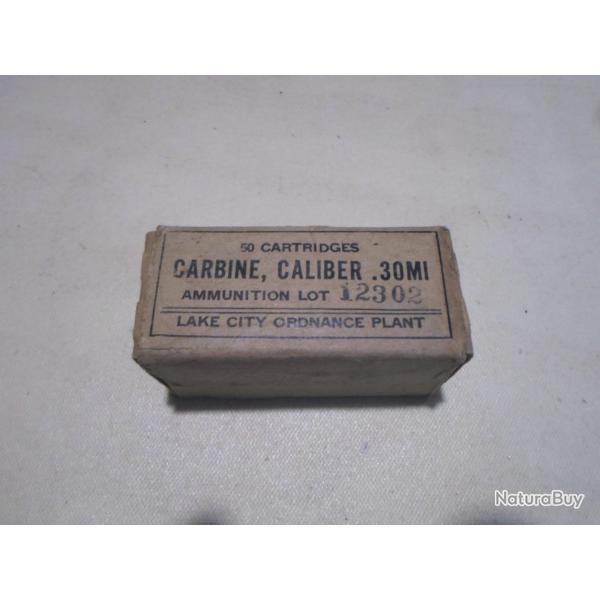 50 CARTRIDGES
CARBINE, CALIBER .30MI
AMMUNITION LOT 12302
LAKE CITY ORDNANCE PLANT
NaturaBuy